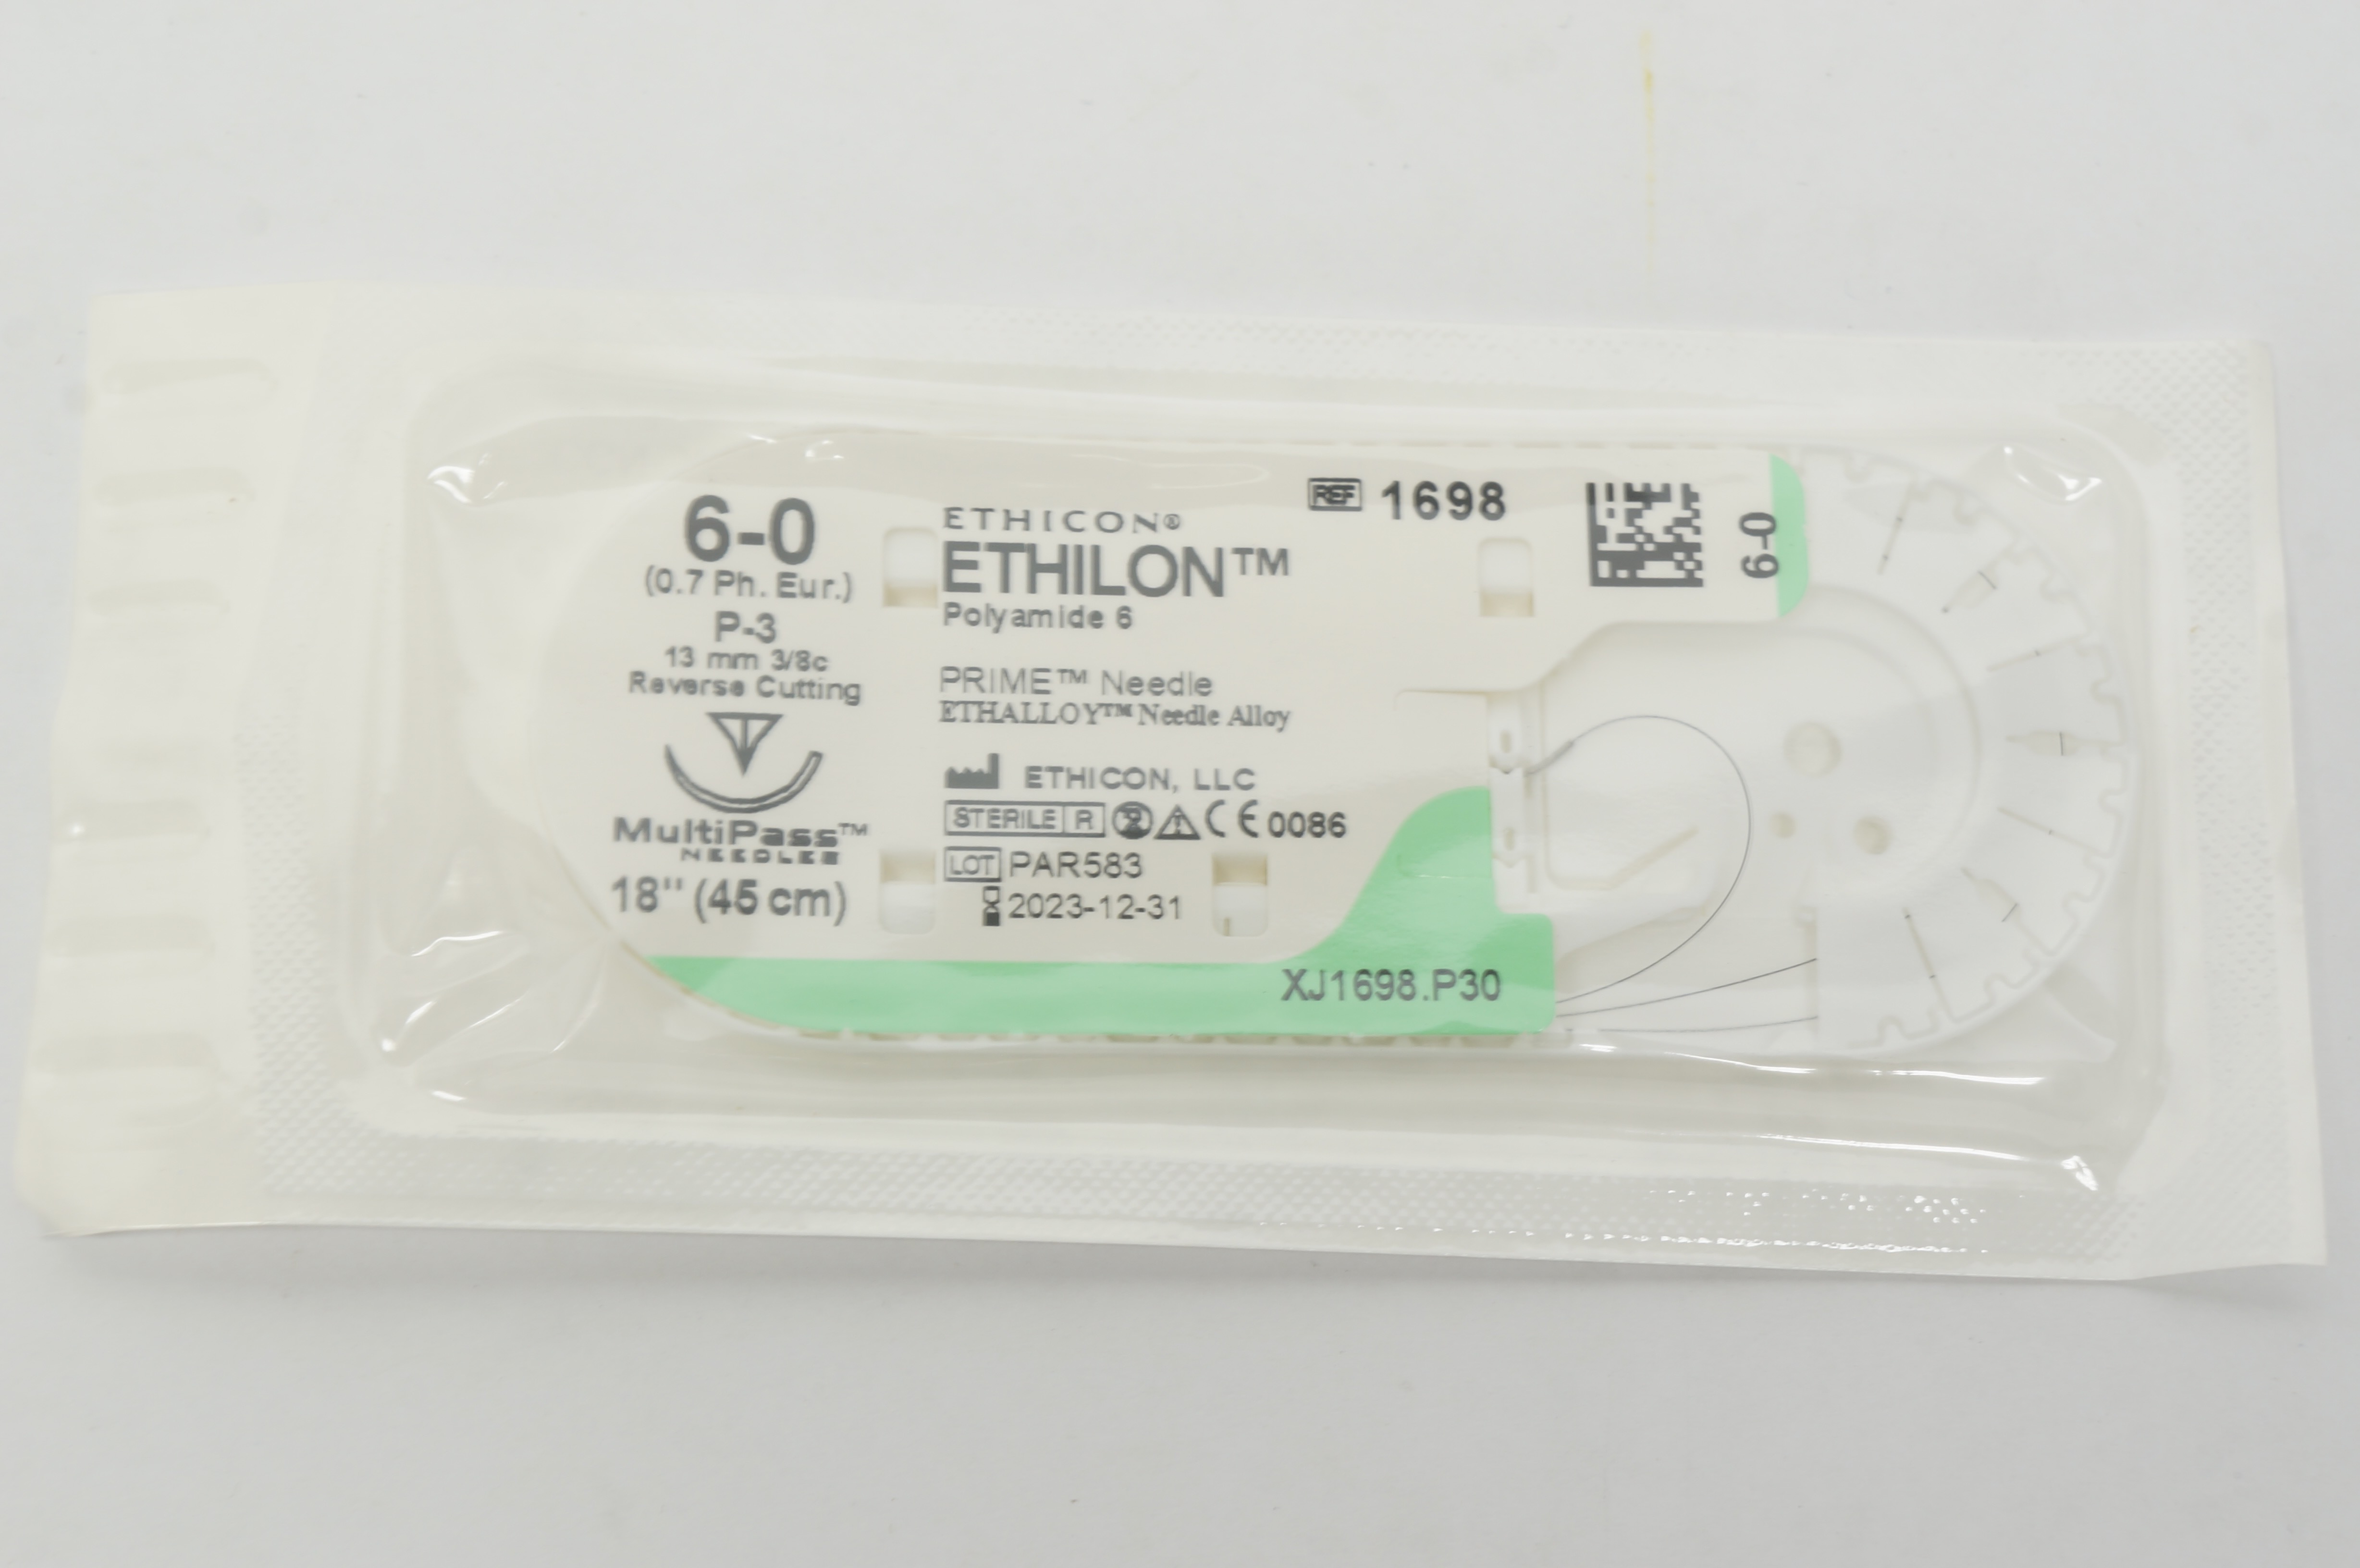 6-0
(0.7 Ph. Eur.)
P-3
13 mm 3/8c
Reverse Cutting
MultiPass™
NEEDLES
18" (45 cm)
ETHICON®
ETHILON™
Polyamide 6
PRIME™ Needle
ETHALLOY™ Needle Alloy
ETHICON, LLC
STERILE R 2 CE 0086
LOT PAR583
2023-12-31
REF 1698
6-0
XJ1698.P30